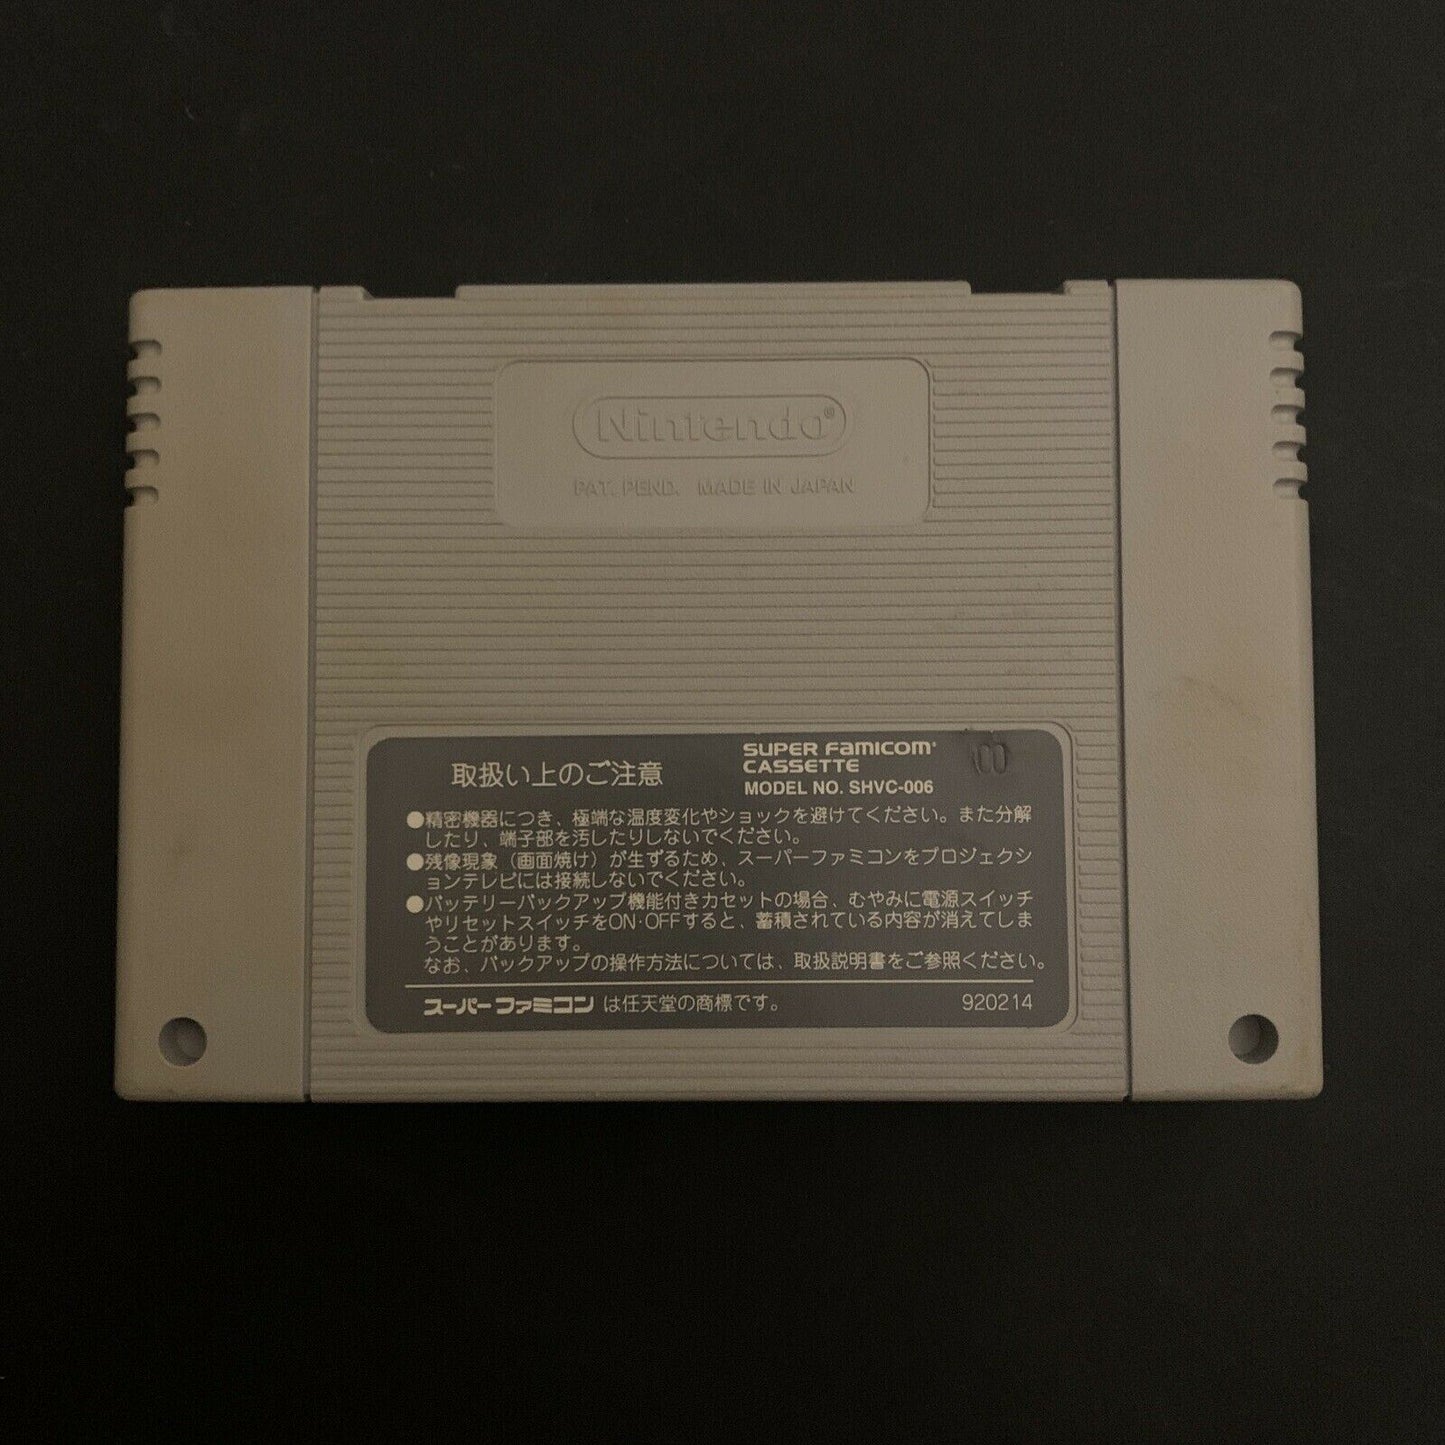 Nintendo®
PAT. PEND. MADE IN JAPAN
取扱い上のご注意
SUPER FAMICOM®
CASSETTE
MODEL NO. SHVC-006
●精密機器につき、極端な温度変化やショックを避けてください。また分解
したり、端子部を汚したりしないでください。
●残像現象（画面焼け）が生ずるため、スーパーファミコンをプロジェクシ
ョンテレビには接続しないでください。
●バッテリーバックアップ機能付きカセットの場合、むやみに電源スイッチ
やリセットスイッチをON·OFFすると、蓄積されている内容が消えてしま
うことがあります。
なお、バックアップの操作方法については、取扱説明書をご参照ください。
スーパーファミコンは任天堂の商標です。
920214